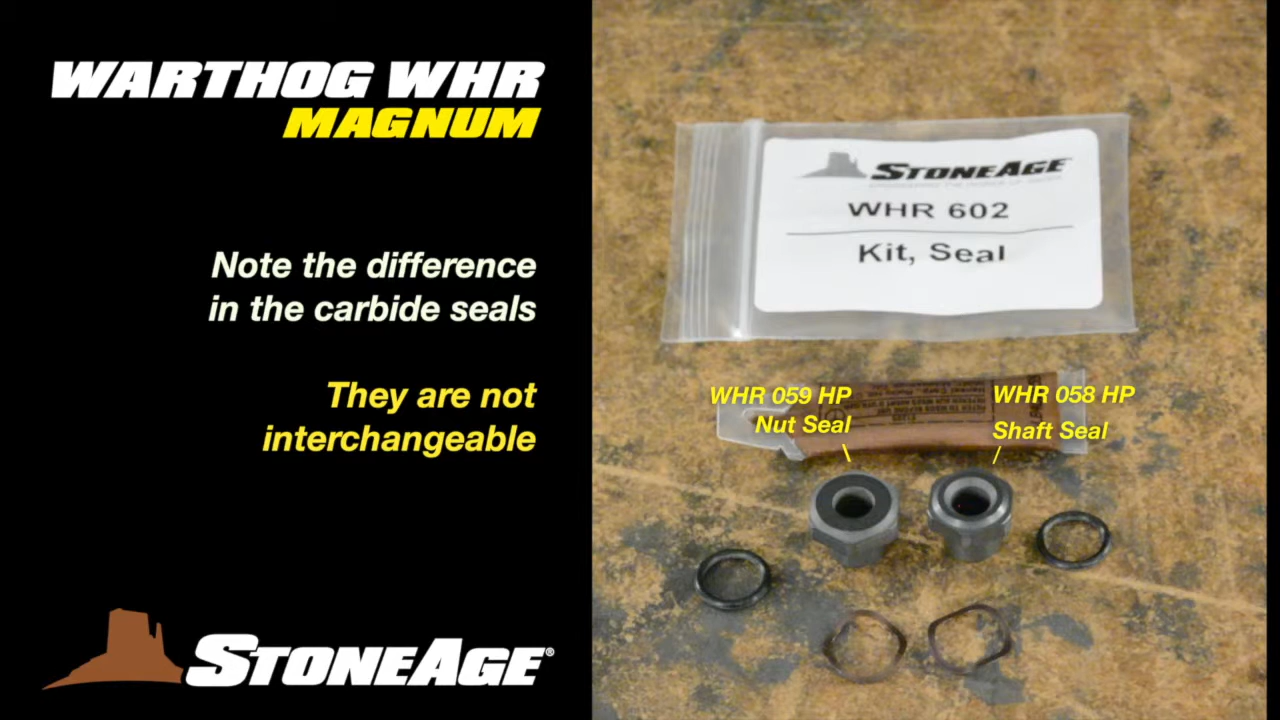 WARTHOG WHR
MAGNUM
Note the difference
in the carbide seals
They are not
interchangeable
STONEAGE®
STONEAGE
WHR 602
Kit, Seal
WHR 059 HP
Nut Seal
WHR 058 HP
Shaft Seal